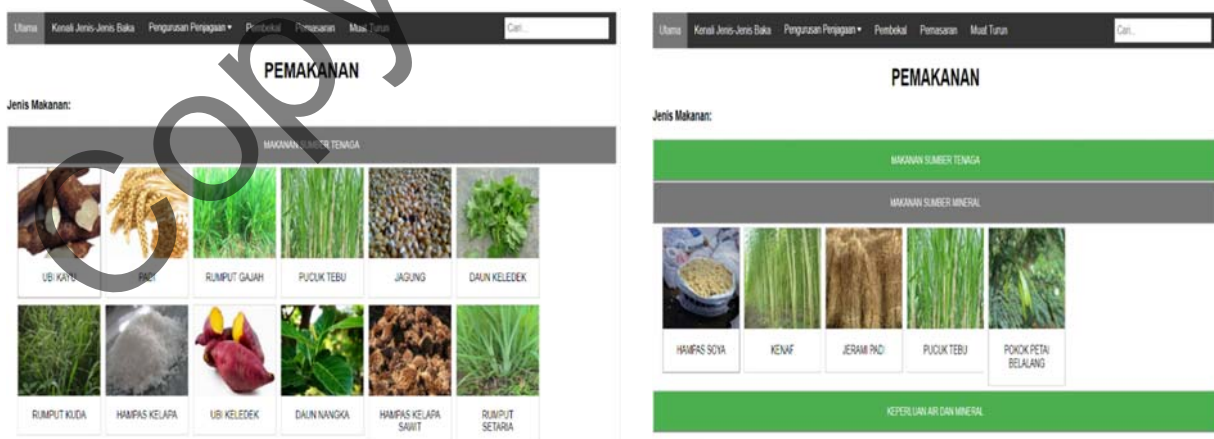 Utama Kenali Jenis-Jenis Baka Pengurusan Penjagaan ▾ Pembekal Pemasaran Muat Turun Cari...
PEMAKANAN
Jenis Makanan:
MAKANAN SUMBER TENAGA
UBI KAYU PADI RUMPUT GAJAH PUCUK TEBU JAGUNG DAUN KELEDEK
RUMPUT KUDA HAMPAS KELAPA UBI KELEDEK DAUN NANGKA HAMPAS KELAPA SAWIT RUMPUT SETARIA
Utama Kenali Jenis-Jenis Baka Pengurusan Penjagaan ▾ Pembekal Pemasaran Muat Turun Cari...
PEMAKANAN
Jenis Makanan:
MAKANAN SUMBER TENAGA
MAKANAN SUMBER MINERAL
HAMPAS SOYA KENAF JERAMI PADI PUCUK TEBU POKOK PETAI BELALANG
KEPERLUAN AIR DAN MINERAL
Copy